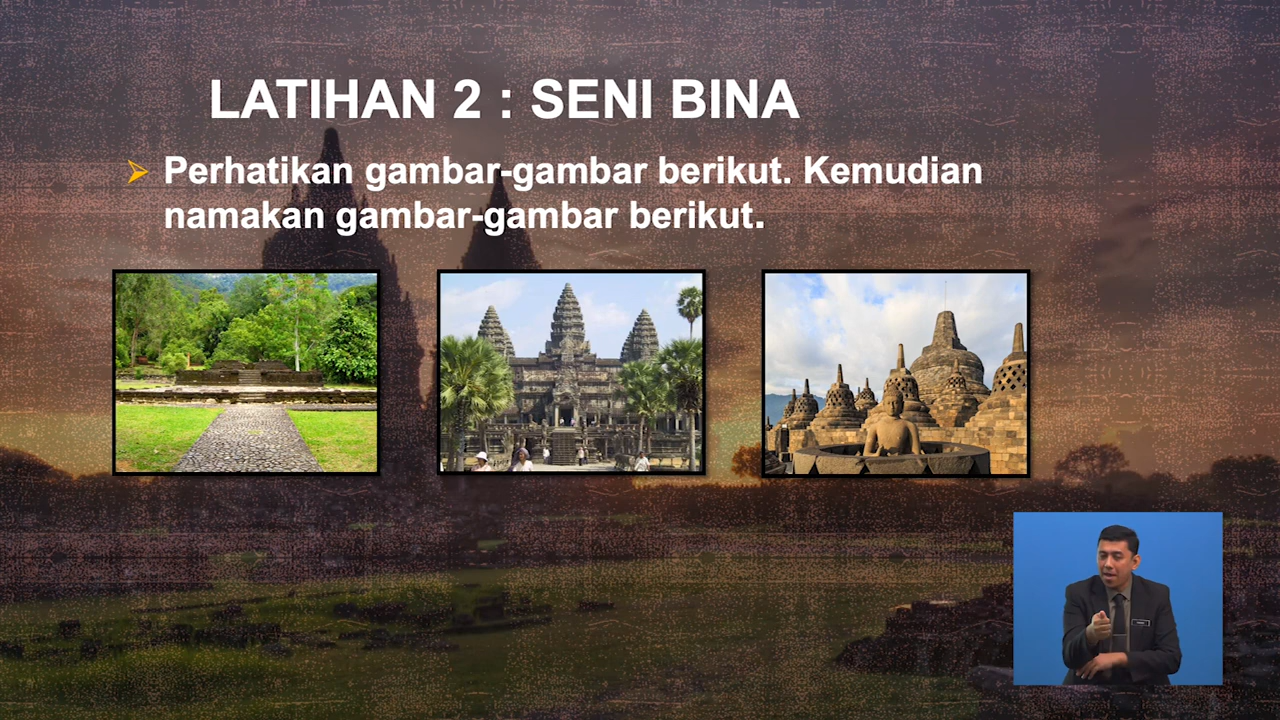 LATIHAN 2 : SENI BINA
Perhatikan gambar-gambar berikut. Kemudian
namakan gambar-gambar berikut.